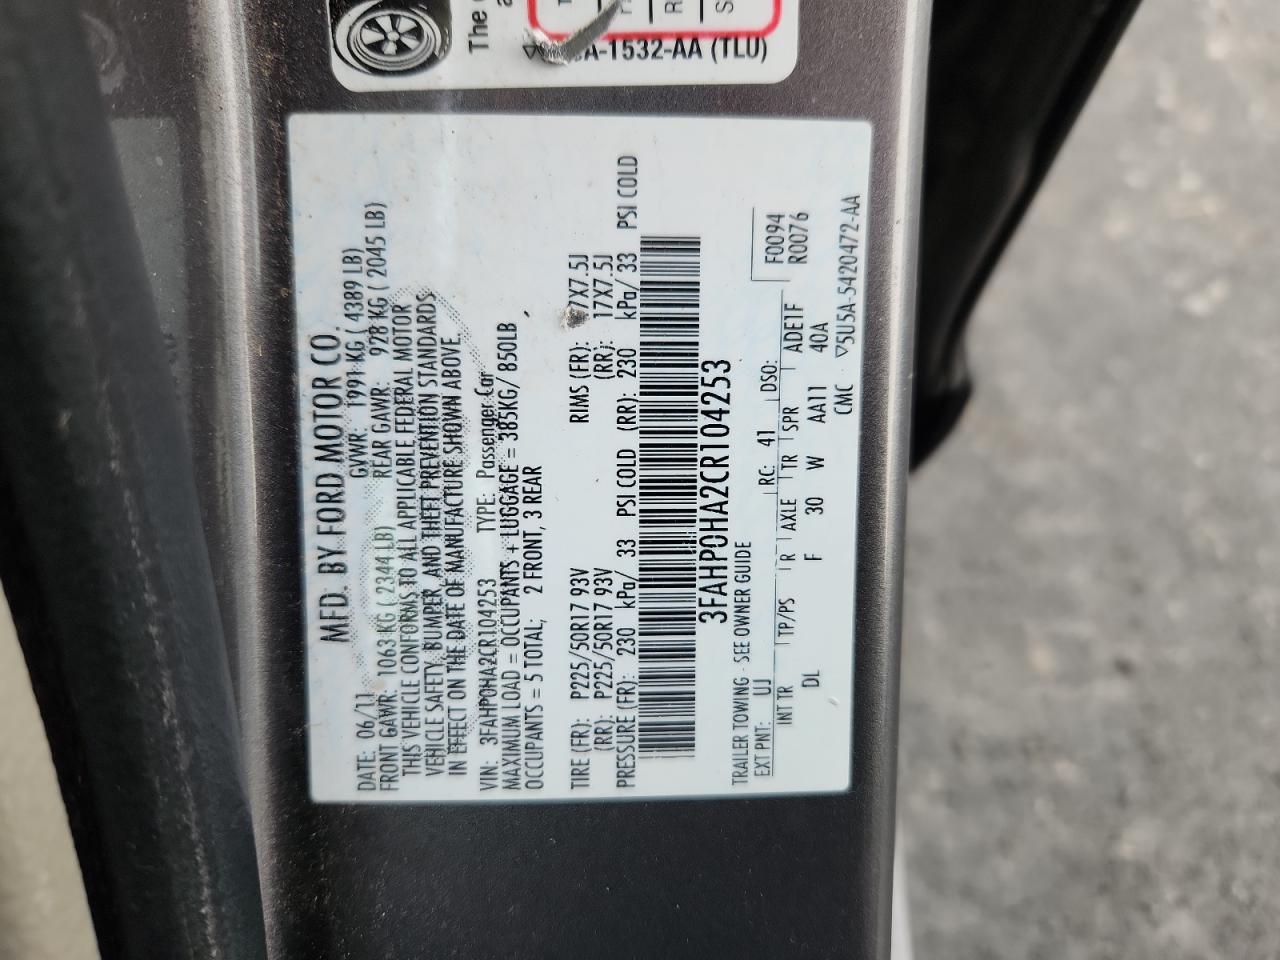 The
A-1532-AA (TLU)
MFD. BY FORD MOTOR CO.
DATE: 06/11 GVWR: 1991 KG ( 4389 LB)
FRONT GAWR: 1063 KG ( 2344 LB) REAR GAWR: 928 KG ( 2045 LB)
THIS VEHICLE CONFORMS TO ALL APPLICABLE FEDERAL MOTOR
VEHICLE SAFETY, BUMPER, AND THEFT PREVENTION STANDARDS
IN EFFECT ON THE DATE OF MANUFACTURE SHOWN ABOVE.
VIN: 3FAHP0HA2CR104253 TYPE: Passenger Car
MAXIMUM LOAD = OCCUPANTS + LUGGAGE = 385KG/ 850LB
OCCUPANTS = 5 TOTAL; 2 FRONT, 3 REAR
TIRE (FR): P225/50R17 93V RIMS (FR): 17X7.5J
(RR): P225/50R17 93V (RR): 17X7.5J
PRESSURE (FR): 230 kPa/ 33 PSI COLD (RR): 230 kPa/ 33 PSI COLD
3FAHP0HA2CR104253
TRAILER TOWING - SEE OWNER GUIDE F0094
EXT PNT: UJ RC: 41 DSO: R0076
INT TR TP/PS R AXLE TR SPR ADE1F
DL F 30 W AA11 40A
CMC ▽5U5A-5420472-AA